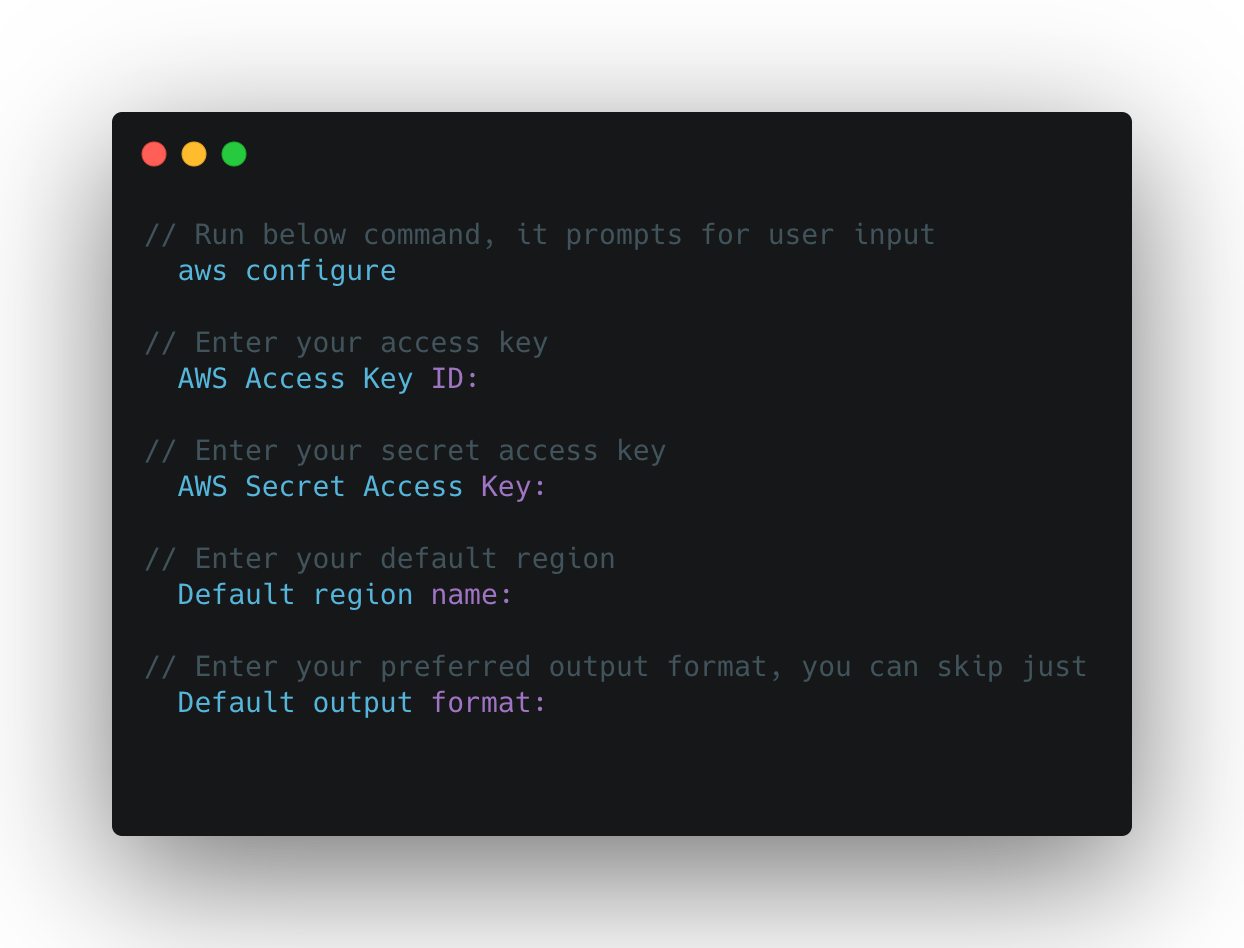 // Run below command, it prompts for user input
aws configure
// Enter your access key
AWS Access Key ID:
// Enter your secret access key
AWS Secret Access Key:
// Enter your default region
Default region name:
// Enter your preferred output format, you can skip just
Default output format: